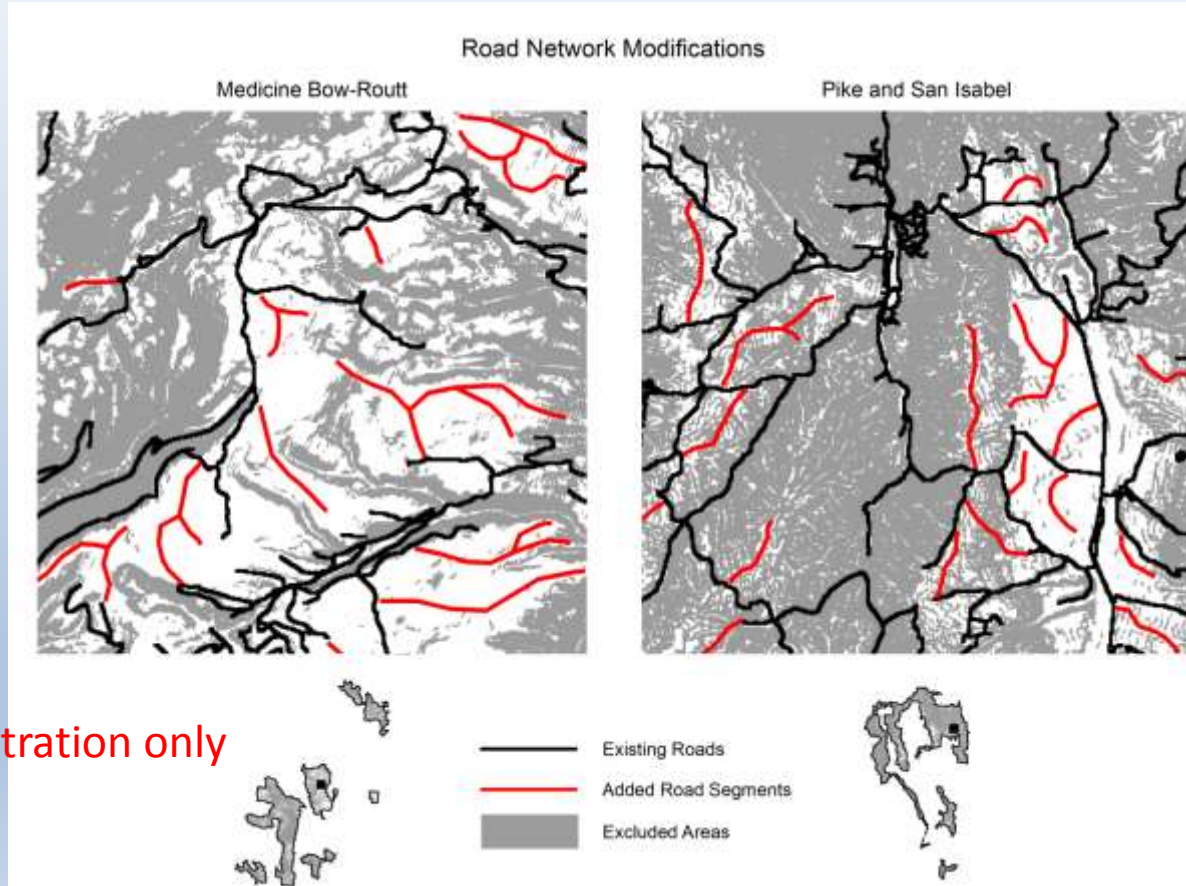 Road Network Modifications
Medicine Bow-Routt
Pike and San Isabel
tration only
Existing Roads
Added Road Segments
Excluded Areas